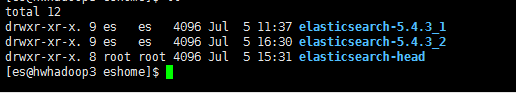 total 12
drwxr-xr-x. 9 es   es   4096 Jul  5 11:37 elasticsearch-5.4.3_1
drwxr-xr-x. 9 es   es   4096 Jul  5 16:30 elasticsearch-5.4.3_2
drwxr-xr-x. 8 root root 4096 Jul  5 15:31 elasticsearch-head
[es@hwhadoop3 eshome]$